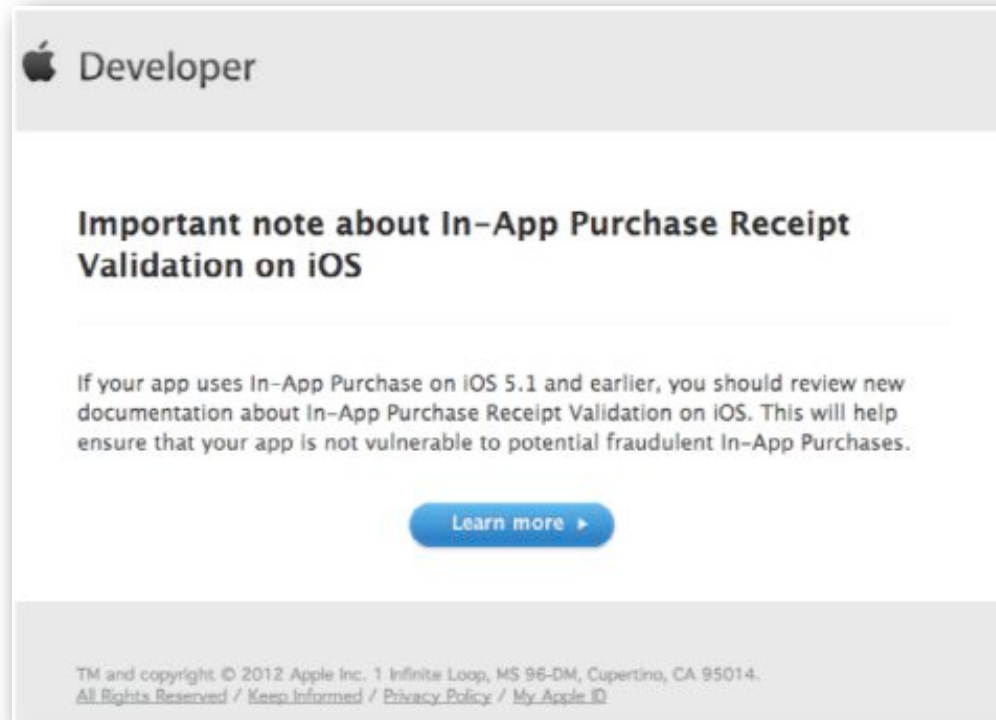 Developer
Important note about In-App Purchase Receipt
Validation on iOS
If your app uses In-App Purchase on iOS 5.1 and earlier, you should review new
documentation about In-App Purchase Receipt Validation on iOS. This will help
ensure that your app is not vulnerable to potential fraudulent In-App Purchases.
Learn more
TM and copyright © 2012 Apple Inc. 1 Infinite Loop, MS 96-DM, Cupertino, CA 95014.
All Rights Reserved / Keep Informed / Privacy Policy / My Apple ID